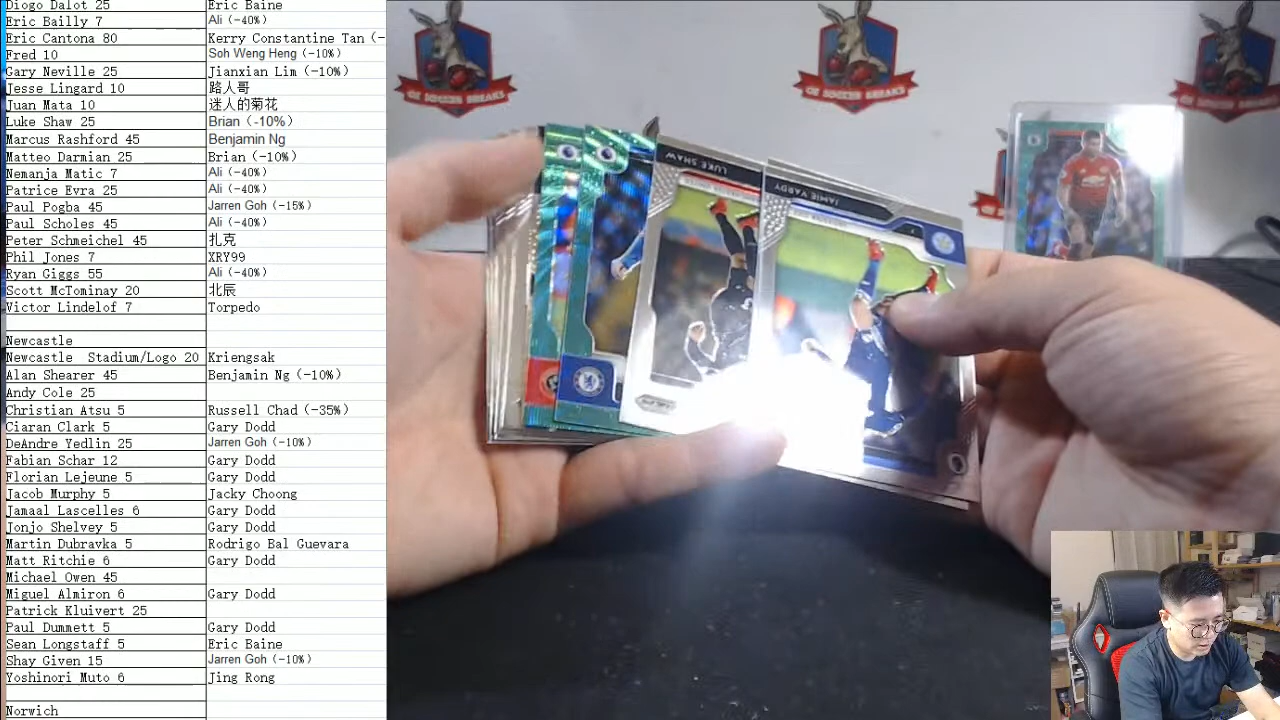 Diogo Dalot 25 Eric Baine
Eric Bailly 7 Ali (-40%)
Eric Cantona 80 Kerry Constantine Tan (-
Fred 10 Soh Weng Heng (-10%)
Gary Neville 25 Jianxian Lim (-10%)
Jesse Lingard 10 路人哥
Juan Mata 10 迷人的菊花
Luke Shaw 25 Brian (-10%)
Marcus Rashford 45 Benjamin Ng
Matteo Darmian 25 Brian (-10%)
Nemanja Matic 7 Ali (-40%)
Patrice Evra 25 Ali (-40%)
Paul Pogba 45 Jarren Goh (-15%)
Paul Scholes 45 Ali (-40%)
Peter Schmeichel 45 扎克
Phil Jones 7 XRY99
Ryan Giggs 55 Ali (-40%)
Scott McTominay 20 北辰
Victor Lindelof 7 Torpedo
Newcastle
Newcastle Stadium/Logo 20 Kriengsak
Alan Shearer 45 Benjamin Ng (-10%)
Andy Cole 25
Christian Atsu 5 Russell Chad (-35%)
Ciaran Clark 5 Gary Dodd
DeAndre Yedlin 25 Jarren Goh (-10%)
Fabian Schar 12 Gary Dodd
Florian Lejeune 5 Gary Dodd
Jacob Murphy 5 Jacky Choong
Jamaal Lascelles 6 Gary Dodd
Jonjo Shelvey 5 Gary Dodd
Martin Dubravka 5 Rodrigo Bal Guevara
Matt Ritchie 6 Gary Dodd
Michael Owen 45
Miguel Almiron 6 Gary Dodd
Patrick Kluivert 25
Paul Dummett 5 Gary Dodd
Sean Longstaff 5 Eric Baine
Shay Given 15 Jarren Goh (-10%)
Yoshinori Muto 6 Jing Rong
Norwich
OZ SOCCER BREAKS
OZ SOCCER BREAKS
LUKE SHAW
JAMIE VARDY